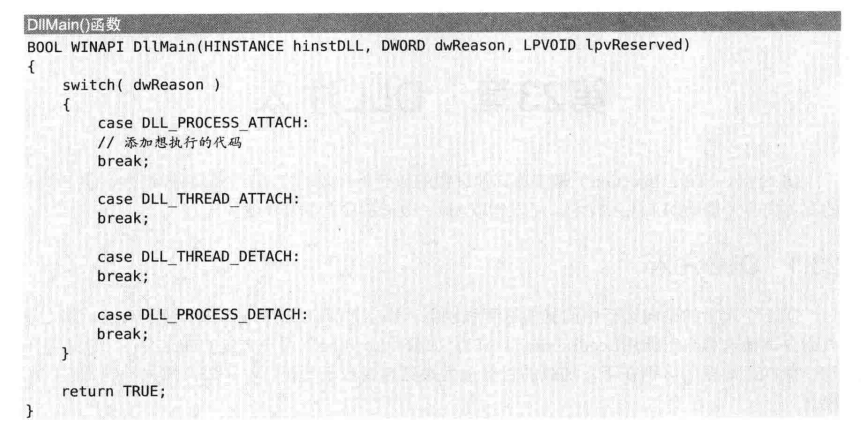 DllMain()函数
BOOL WINAPI DllMain(HINSTANCE hinstDLL, DWORD dwReason, LPVOID lpvReserved)
{
    switch( dwReason )
    {
        case DLL_PROCESS_ATTACH:
        // 添加想执行的代码
        break;

        case DLL_THREAD_ATTACH:
        break;

        case DLL_THREAD_DETACH:
        break;

        case DLL_PROCESS_DETACH:
        break;
    }

    return TRUE;
}